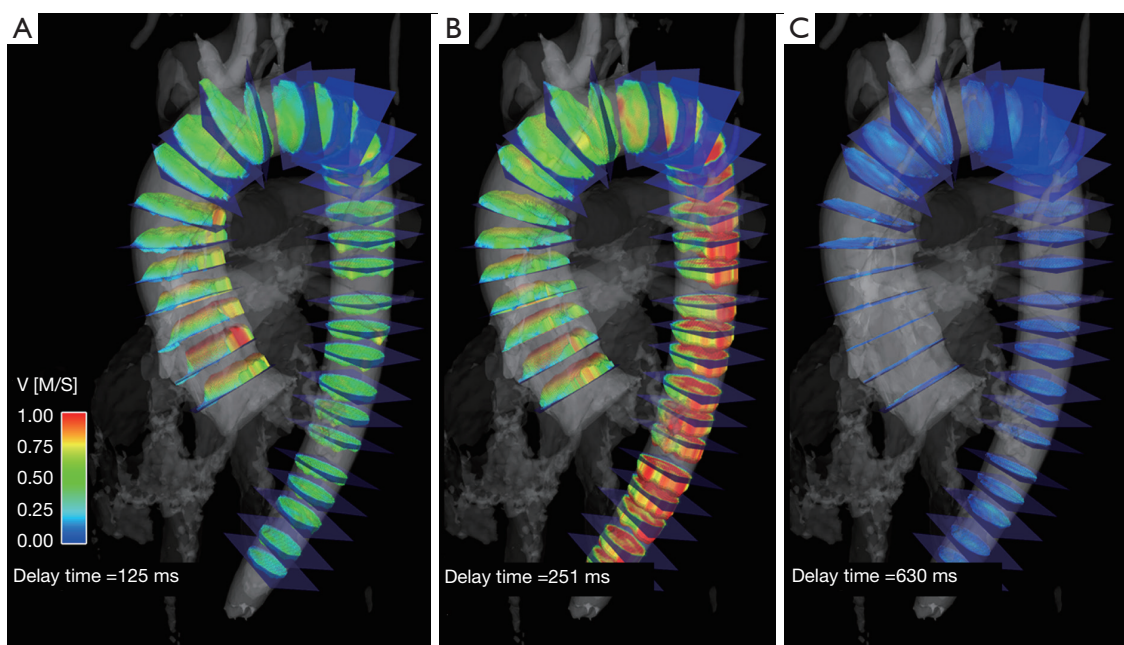 A
B
C
V [M/S]
1.00
0.75
0.50
0.25
0.00
Delay time =125 ms
Delay time =251 ms
Delay time =630 ms